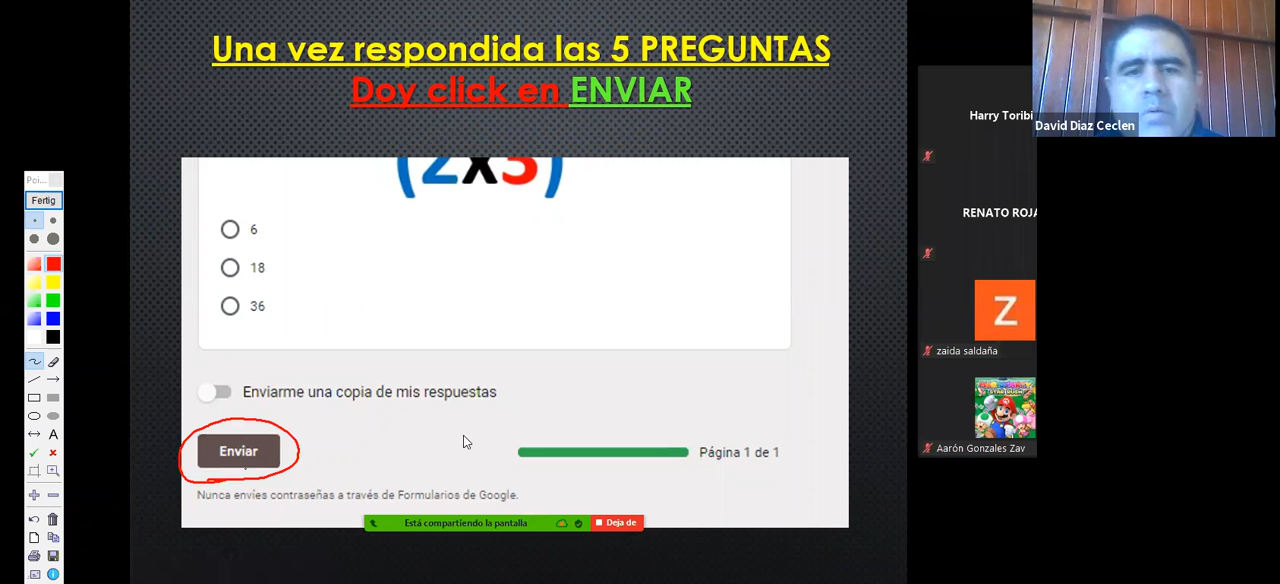 Una vez respondida las 5 PREGUNTAS
Doy click en ENVIAR
(2x3)
6
18
36
Enviarme una copia de mis respuestas
Enviar
Página 1 de 1
Nunca envíes contraseñas a través de Formularios de Google.
Está compartiendo la pantalla
Deja de
Poi...
Fertig
A
David Diaz Ceclen
Harry Toribi
RENATO ROJA
Z
zaida saldaña
Aarón Gonzales Zav